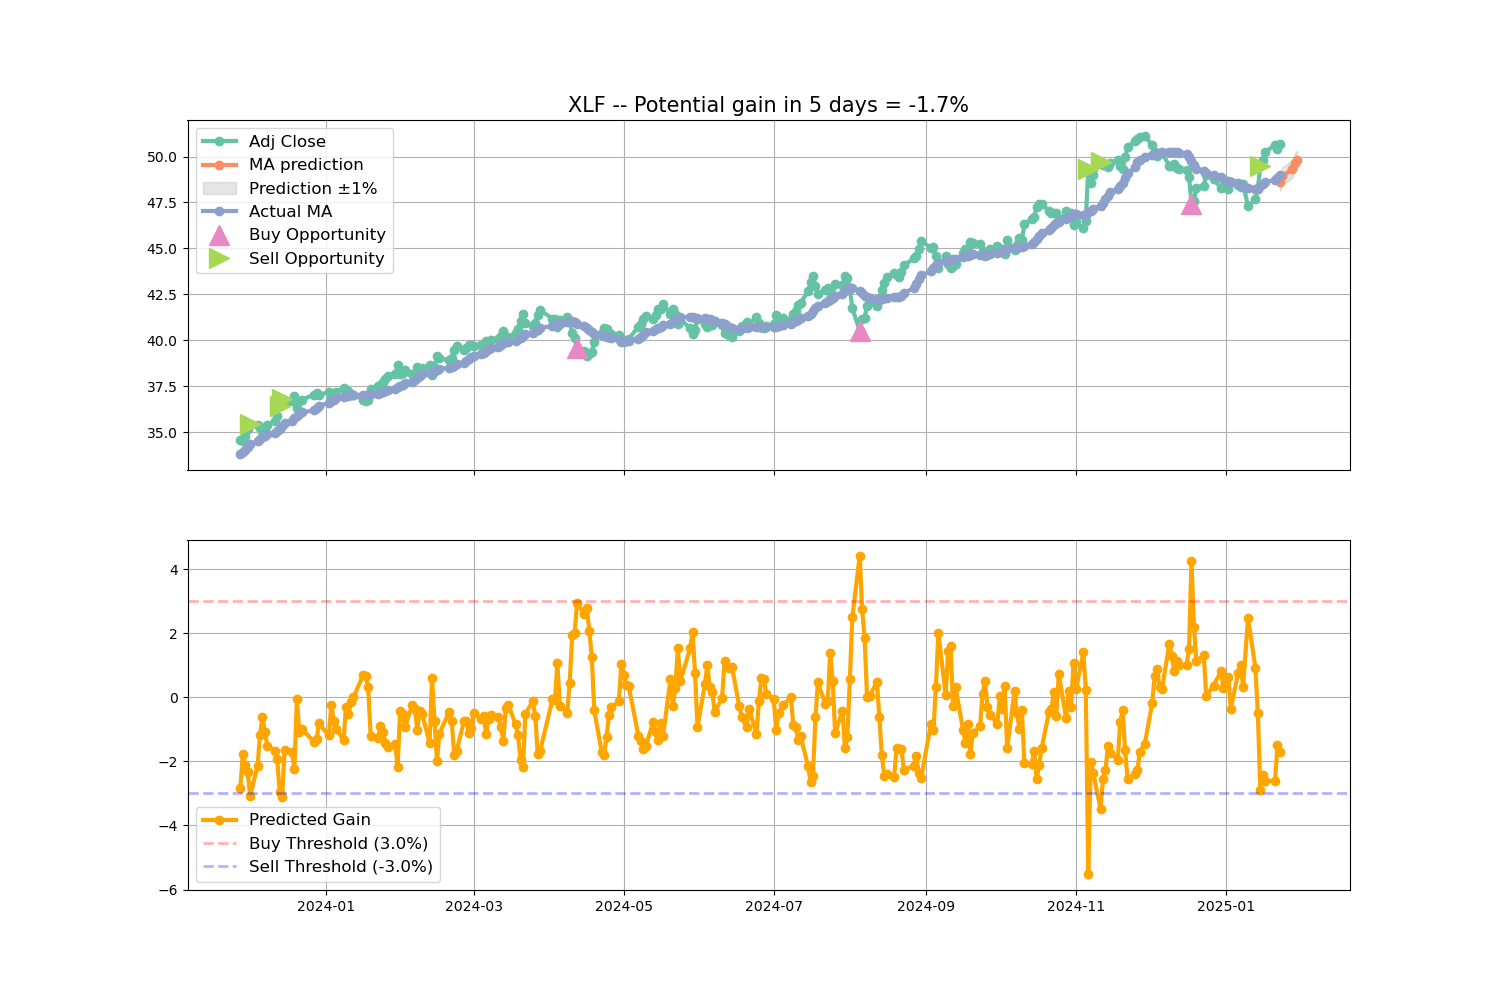 XLF -- Potential gain in 5 days = -1.7%
50.0
47.5
45.0
42.5
40.0
37.5
35.0
Adj Close
MA prediction
Prediction ±1%
Actual MA
Buy Opportunity
Sell Opportunity
4
2
0
−2
−4
−6
Predicted Gain
Buy Threshold (3.0%)
Sell Threshold (-3.0%)
2024-01
2024-03
2024-05
2024-07
2024-09
2024-11
2025-01